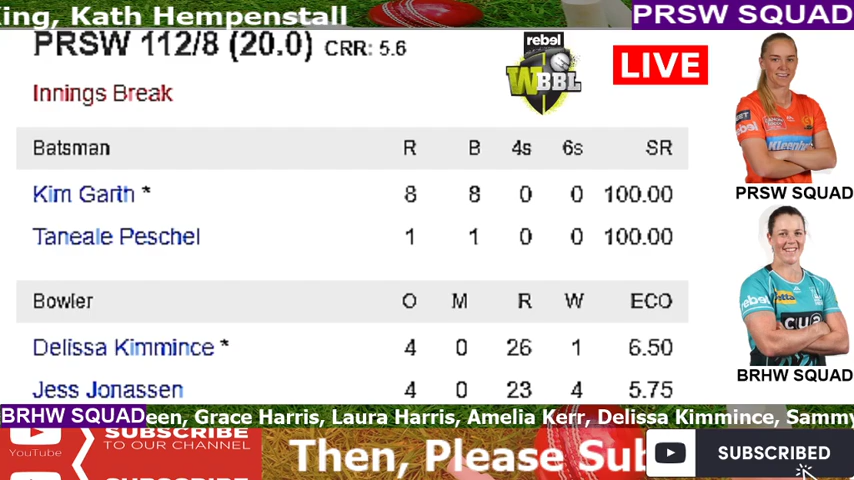 King, Kath Hempenstall
PRSW SQUAD
PRSW 112/8 (20.0) CRR: 5.6
rebel
WBBL
LIVE
Innings Break
Batsman R B 4s 6s SR
Kim Garth * 8 8 0 0 100.00
Taneale Peschel 1 1 0 0 100.00
PRSW SQUAD
Bowler O M R W ECO
Delissa Kimmince * 4 0 26 1 6.50
Jess Jonassen 4 0 23 4 5.75
BRHW SQUAD
BRHW SQUAD een, Grace Harris, Laura Harris, Amelia Kerr, Delissa Kimmince, Sammy
YouTube
SUBSCRIBE
TO OUR CHANNEL
Then, Please Sub
SUBSCRIBED